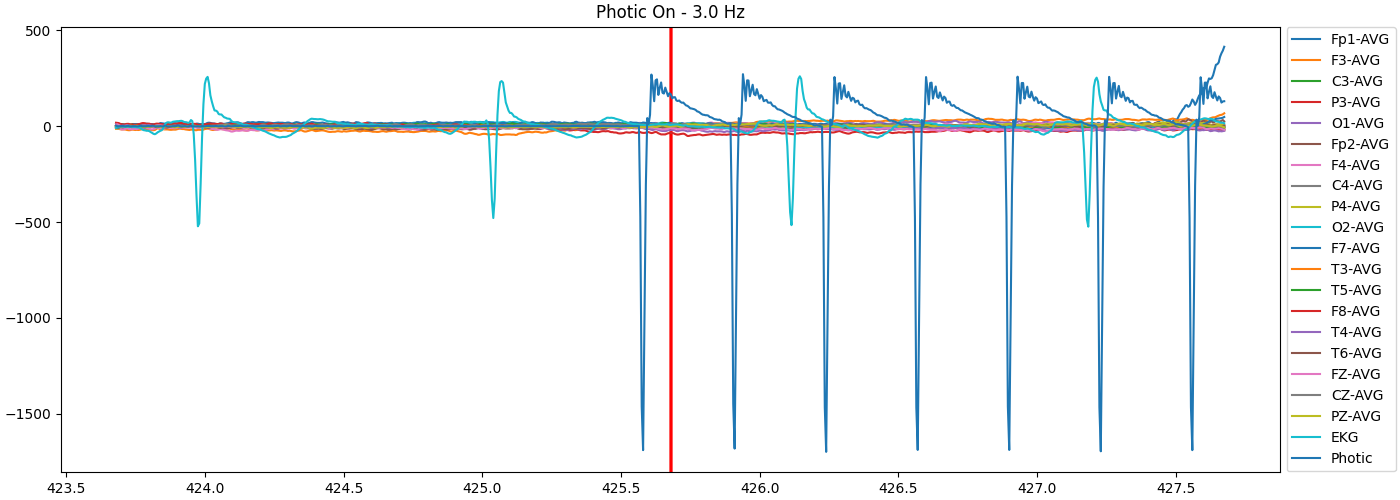 Photic On - 3.0 Hz
500
0
−500
−1000
−1500
423.5 424.0 424.5 425.0 425.5 426.0 426.5 427.0 427.5
Fp1-AVG
F3-AVG
C3-AVG
P3-AVG
O1-AVG
Fp2-AVG
F4-AVG
C4-AVG
P4-AVG
O2-AVG
F7-AVG
T3-AVG
T5-AVG
F8-AVG
T4-AVG
T6-AVG
FZ-AVG
CZ-AVG
PZ-AVG
EKG
Photic